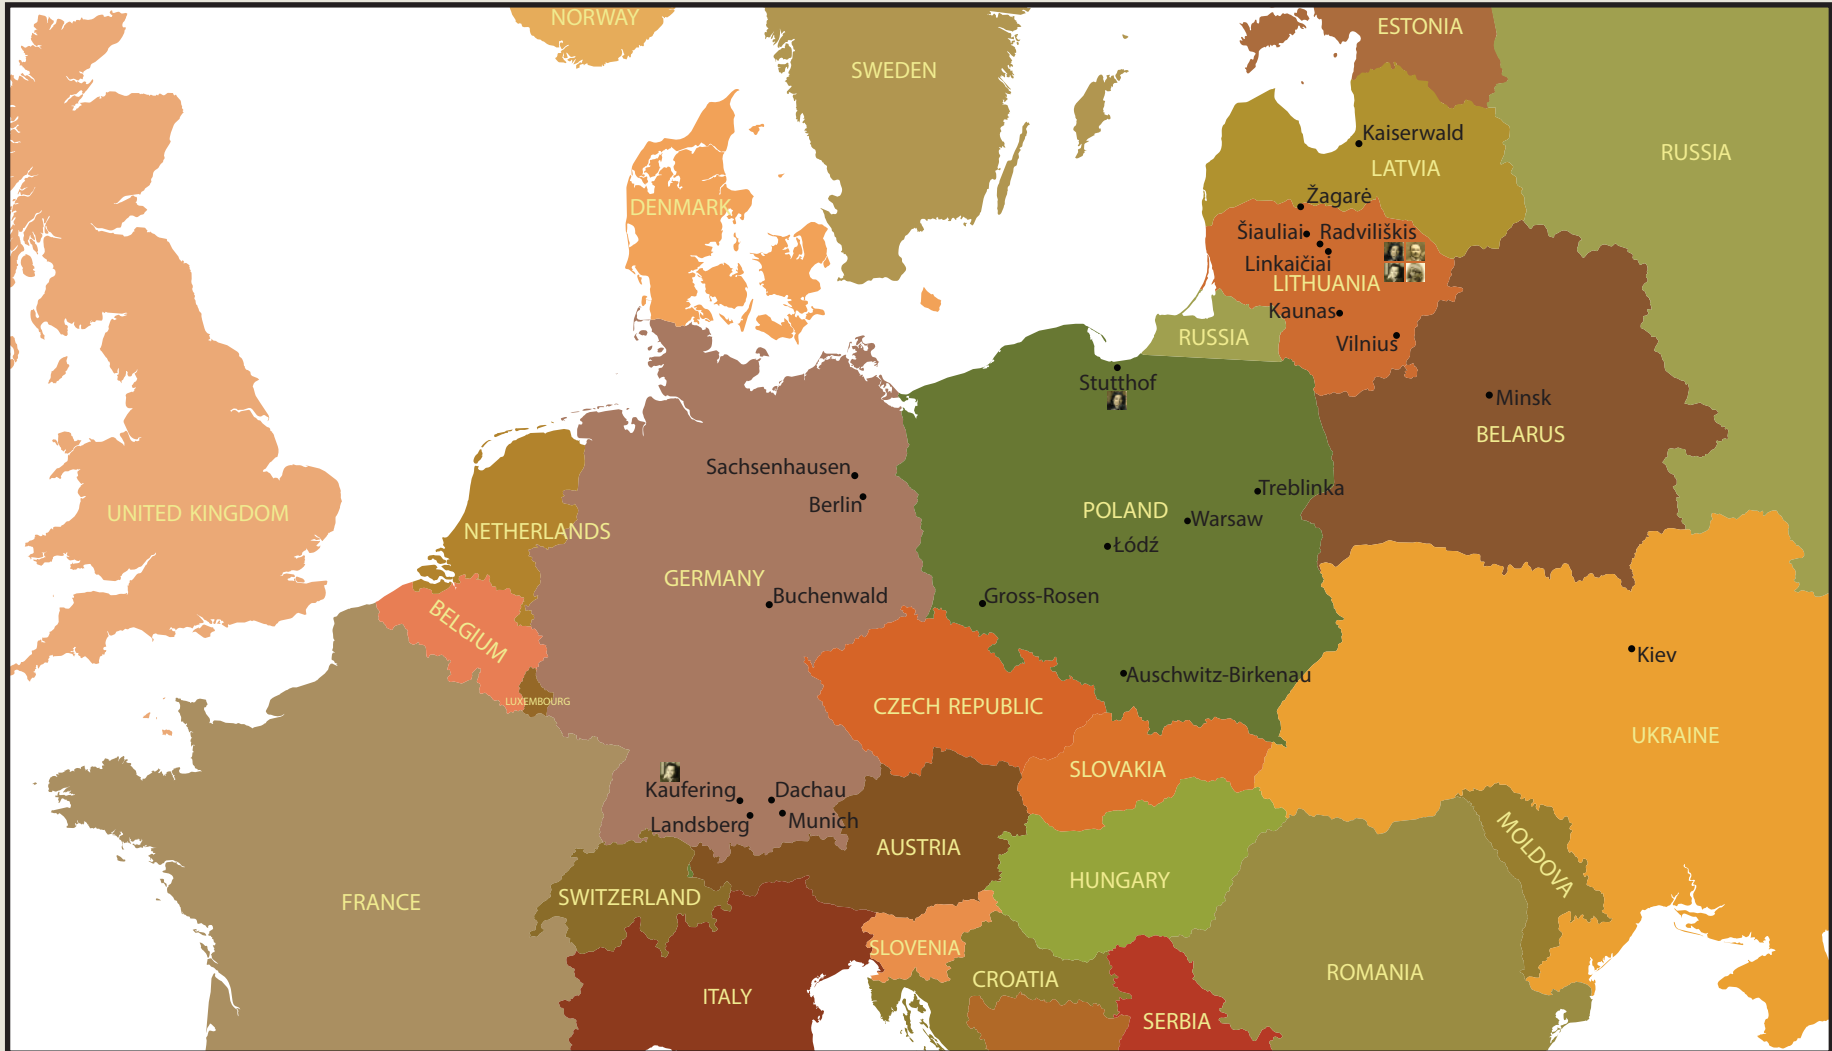 NORWAY
ESTONIA
SWEDEN
Kaiserwald
RUSSIA
LATVIA
Žagarė
DENMARK
Šiauliai
Radviliškis
Linkaičiai
LITHUANIA
Kaunas
RUSSIA
Vilnius
Stutthof
Minsk
BELARUS
Sachsenhausen
Berlin
Treblinka
POLAND
Warsaw
UNITED KINGDOM
NETHERLANDS
Łódź
GERMANY
Buchenwald
Gross-Rosen
BELGIUM
Kiev
Auschwitz-Birkenau
LUXEMBOURG
CZECH REPUBLIC
UKRAINE
SLOVAKIA
Kaufering
Dachau
Landsberg
Munich
AUSTRIA
MOLDOVA
HUNGARY
SWITZERLAND
FRANCE
SLOVENIA
CROATIA
ROMANIA
ITALY
SERBIA